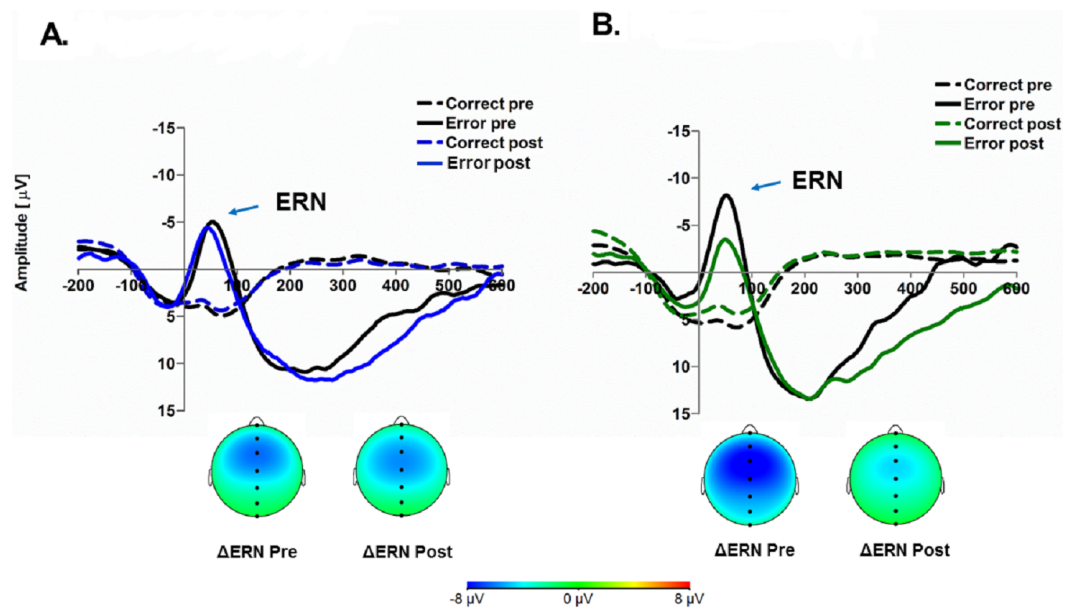 A.
Correct pre
Error pre
Correct post
Error post
ERN
Amplitude [ μV]
-15
-10
-5
5
10
15
-200
-100
100
200
300
400
500
600
B.
Correct pre
Error pre
Correct post
Error post
ERN
-15
-10
-5
5
10
15
-200
-100
100
200
300
400
500
600
ΔERN Pre
ΔERN Post
ΔERN Pre
ΔERN Post
-8 μV
0 μV
8 μV